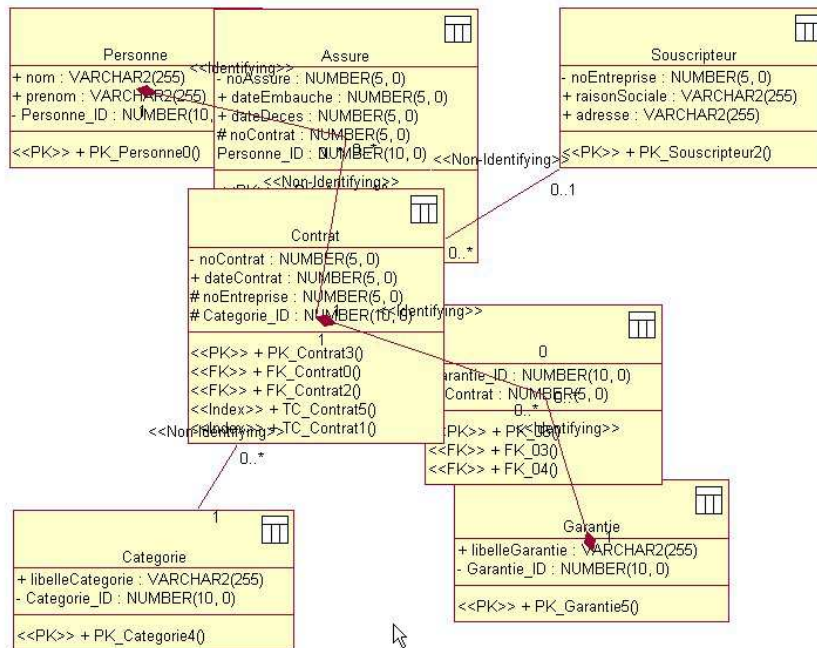 Personne
+ nom : VARCHAR2(255)
+ prenom : VARCHAR2(255)
- Personne_ID : NUMBER(10,
<<PK>> + PK_Personne0()
<<Identifying>>
1
Assure
- noAssure : NUMBER(5, 0)
+ dateEmbauche : NUMBER(5, 0)
+ dateDeces : NUMBER(5, 0)
# noContrat : NUMBER(5, 0)
Personne_ID : NUMBER(10, 0)
0..*
<<Non-Identifying>>
Souscripteur
- noEntreprise : NUMBER(5, 0)
+ raisonSociale : VARCHAR2(255)
+ adresse : VARCHAR2(255)
<<PK>> + PK_Souscripteur2()
<<Non-Identifying>>
0..1
0..*
Contrat
- noContrat : NUMBER(5, 0)
+ dateContrat : NUMBER(5, 0)
# noEntreprise : NUMBER(5, 0)
# Categorie_ID : NUMBER(10, 0)
1
1
<<PK>> + PK_Contrat3()
<<FK>> + FK_Contrat0()
<<FK>> + FK_Contrat2()
<<Index>> + TC_Contrat5()
<<Index>> + TC_Contrat1()
<<Identifying>>
0
arantie_ID : NUMBER(10, 0)
Contrat : NUMBER(5, 0)
0..*
<<FK>> + FK_03()
<<FK>> + FK_04()
<<Identifying>>
<<Non-Identifying>>
0..*
1
Garantie
1
+ libelleGarantie : VARCHAR2(255)
- Garantie_ID : NUMBER(10, 0)
<<PK>> + PK_Garantie5()
Categorie
+ libelleCategorie : VARCHAR2(255)
- Categorie_ID : NUMBER(10, 0)
<<PK>> + PK_Categorie4()